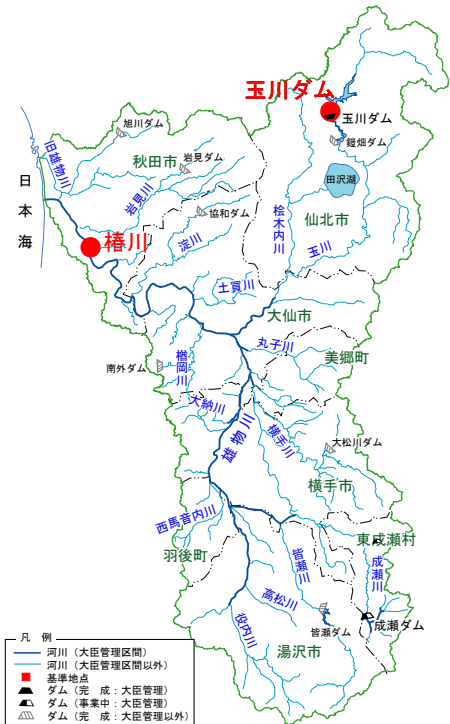 玉川ダム
玉川ダム
旭川ダム
鎧畑ダム
旧雄物川
秋田市
岩見ダム
田沢湖
日本海
岩見川
協和ダム
桧木内川
仙北市
椿川
淀川
玉川
土買川
大仙市
丸子川
美郷町
南外ダム
楢岡川
大納川
雄物川
横手川
大松川ダム
横手市
西馬音内川
東成瀬村
羽後町
皆瀬川
成瀬川
高松川
役内川
皆瀬ダム
成瀬ダム
湯沢市
凡 例
河川（大臣管理区間）
河川（大臣管理区間以外）
基準地点
ダム（完 成：大臣管理）
ダム（事業中：大臣管理）
ダム（完 成：大臣管理以外）